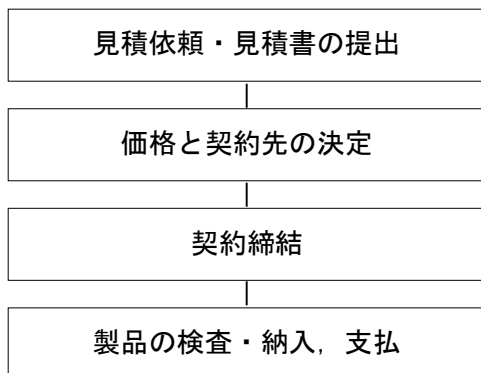 見積依頼・見積書の提出
価格と契約先の決定
契約締結
製品の検査・納入，支払